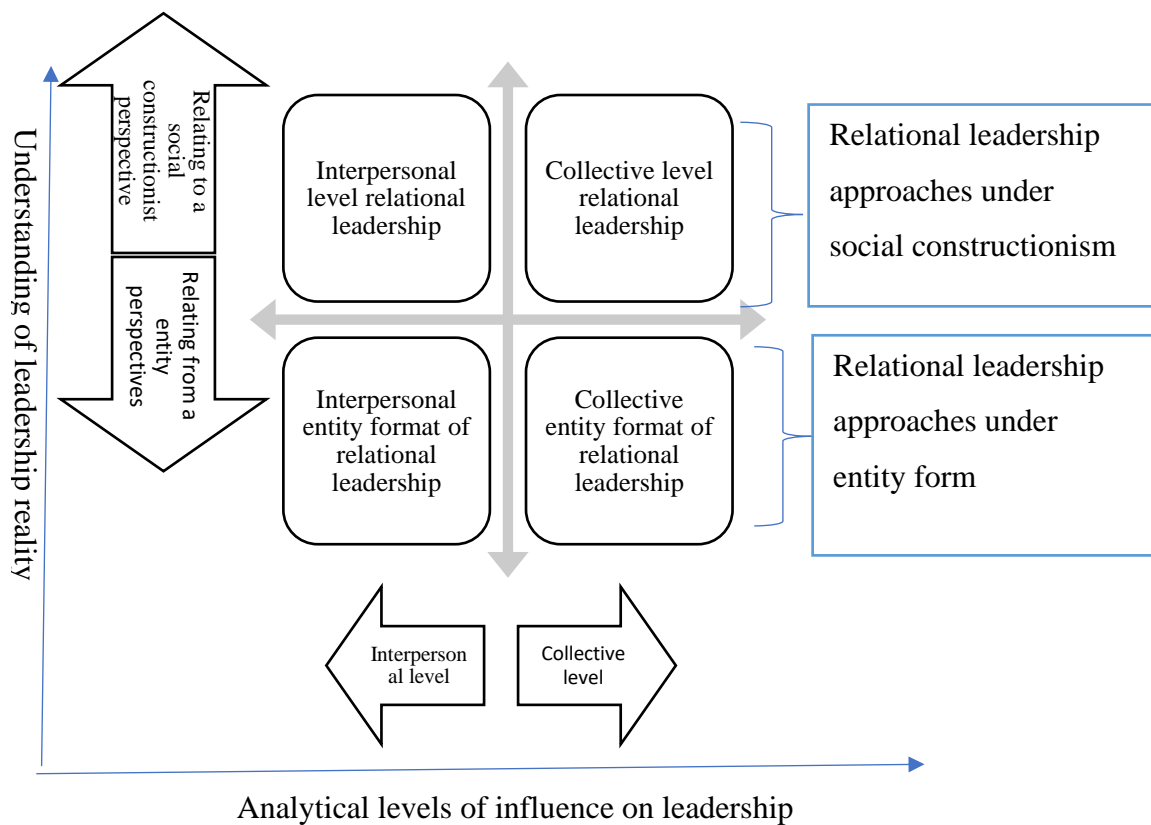 Understanding of leadership reality
Relating to a
social
constructionist
perspective
Relating from a
entity
perspectives
Interpersonal
level relational
leadership
Collective level
relational
leadership
Relational leadership
approaches under
social constructionism
Interpersonal
entity format of
relational
leadership
Collective
entity format of
relational
leadership
Relational leadership
approaches under
entity form
Interperson
al level
Collective
level
Analytical levels of influence on leadership